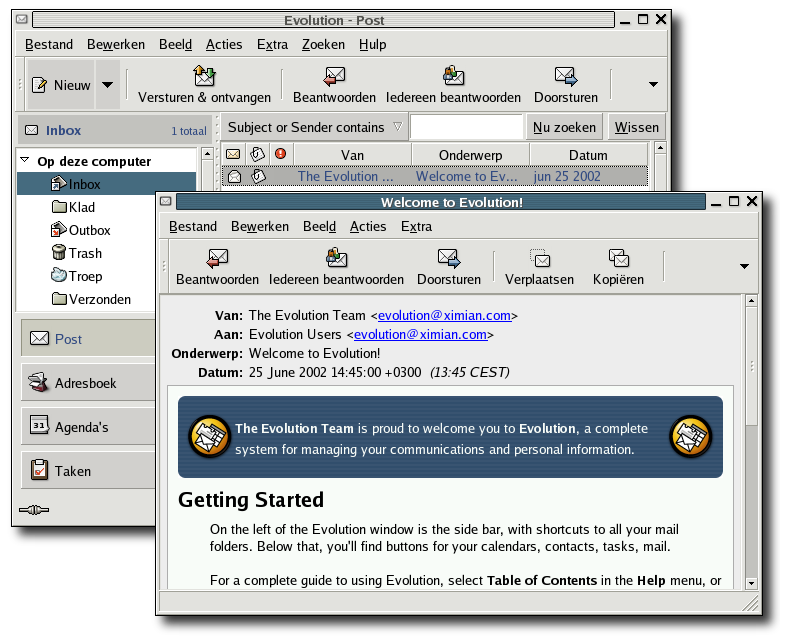 Evolution - Post
Bestand Bewerken Beeld Acties Extra Zoeken Hulp
Nieuw Versturen & ontvangen Beantwoorden Iedereen beantwoorden Doorsturen
Inbox 1 totaal
Subject or Sender contains Nu zoeken Wissen
Op deze computer
Inbox
Klad
Outbox
Trash
Troep
Verzonden
Van Onderwerp Datum
The Evolution ... Welcome to Ev... jun 25 2002
Post
Adresboek
31 Agenda's
Taken
Welcome to Evolution!
Bestand Bewerken Beeld Acties Extra
Beantwoorden Iedereen beantwoorden Doorsturen Verplaatsen Kopiëren
Van: The Evolution Team <evolution@ximian.com>
Aan: Evolution Users <evolution@ximian.com>
Onderwerp: Welcome to Evolution!
Datum: 25 June 2002 14:45:00 +0300 (13:45 CEST)
The Evolution Team is proud to welcome you to Evolution, a complete
system for managing your communications and personal information.
Getting Started
On the left of the Evolution window is the side bar, with shortcuts to all your mail
folders. Below that, you'll find buttons for your calendars, contacts, tasks, mail.
For a complete guide to using Evolution, select Table of Contents in the Help menu, or